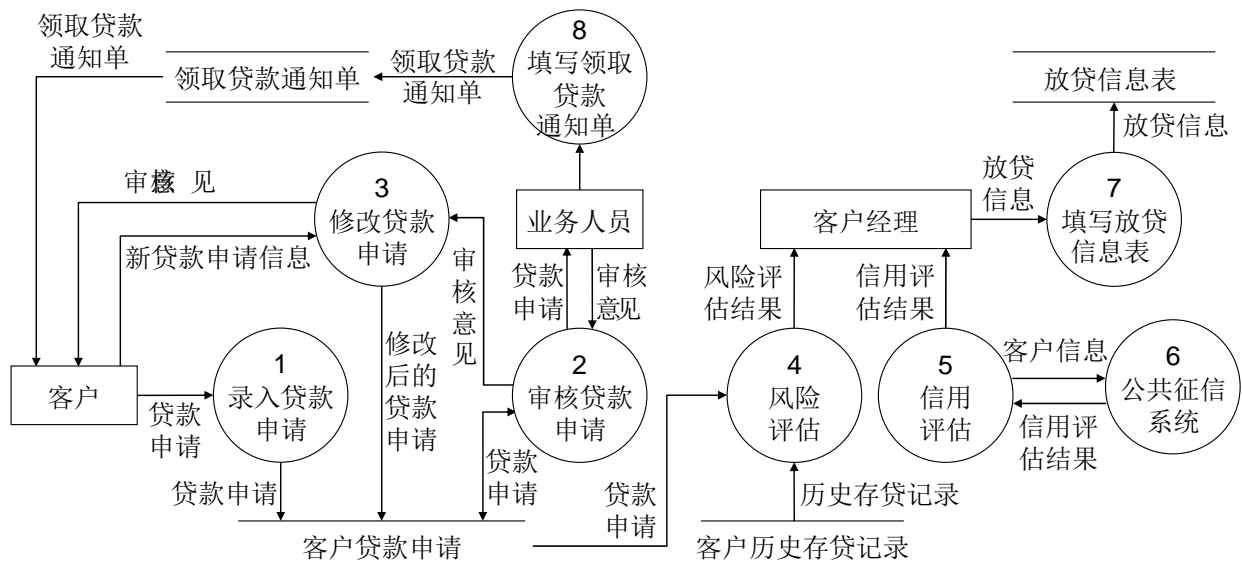 领取贷款
通知单
领取贷款通知单
领取贷款
通知单
8
填写领取
贷款
通知单
放贷信息表
放贷信息
审核意见
3
修改贷款
申请
新贷款申请信息
业务人员
客户经理
放贷
信息
7
填写放贷
信息表
审
核
意
见
贷款
申请
审核
意见
风险评
估结果
信用评
估结果
客户
贷款
申请
1
录入贷款
申请
修改
后的
贷款
申请
2
审核贷款
申请
4
风险
评估
5
信用
评估
客户信息
信用评
估结果
6
公共征信
系统
贷款申请
贷款
申请
贷款
申请
历史存贷记录
客户贷款申请
客户历史存贷记录